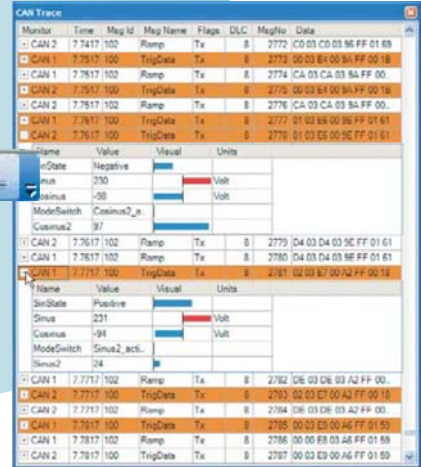 CAN Trace
Monitor Time Msg Id Msg Name Flags DLC MsgNo Data
CAN 2 7.7417 102 Ramp Tx 8 2772 C0 03 C0 03 96 FF 01 69
CAN 1 7.7517 100 TrigData Tx 8 2773 00 03 E4 00 9A FF 00 1B
CAN 1 7.7517 102 Ramp Tx 8 2774 CA 03 CA 03 9A FF 00..
CAN 2 7.7517 100 TrigData Tx 8 2775 00 03 E4 00 9A FF 00 1B
CAN 2 7.7517 102 Ramp Tx 8 2776 CA 03 CA 03 9A FF 00..
CAN 1 7.7617 100 TrigData Tx 8 2777 01 03 E6 00 9E FF 01 61
CAN 2 7.7617 100 TrigData Tx 8 2778 01 03 E6 00 9E FF 01 61
Name Value Visual Units
SinState Negative
Sinus 230 Volt
Cosinus -98 Volt
ModeSwitch Cosinus2_a..
Cosinus2 97
CAN 2 7.7617 102 Ramp Tx 8 2779 D4 03 D4 03 9E FF 01 61
CAN 1 7.7617 102 Ramp Tx 8 2780 D4 03 D4 03 9E FF 01 61
CAN 1 7.7717 100 TrigData Tx 8 2781 02 03 E7 00 A2 FF 00 18
Name Value Visual Units
SinState Positive
Sinus 231 Volt
Cosinus -94 Volt
ModeSwitch Sinus2_acti..
Sinus2 24
CAN 1 7.7717 102 Ramp Tx 8 2782 DE 03 DE 03 A2 FF 00..
CAN 2 7.7717 100 TrigData Tx 8 2783 02 03 E7 00 A2 FF 00 18
CAN 2 7.7717 102 Ramp Tx 8 2784 DE 03 DE 03 A2 FF 00..
CAN 1 7.7817 100 TrigData Tx 8 2785 00 03 E9 00 A6 FF 01 59
CAN 1 7.7817 102 Ramp Tx 8 2786 00 00 E8 03 A6 FF 01 59
CAN 2 7.7817 100 TrigData Tx 8 2787 00 03 E9 00 A6 FF 01 59